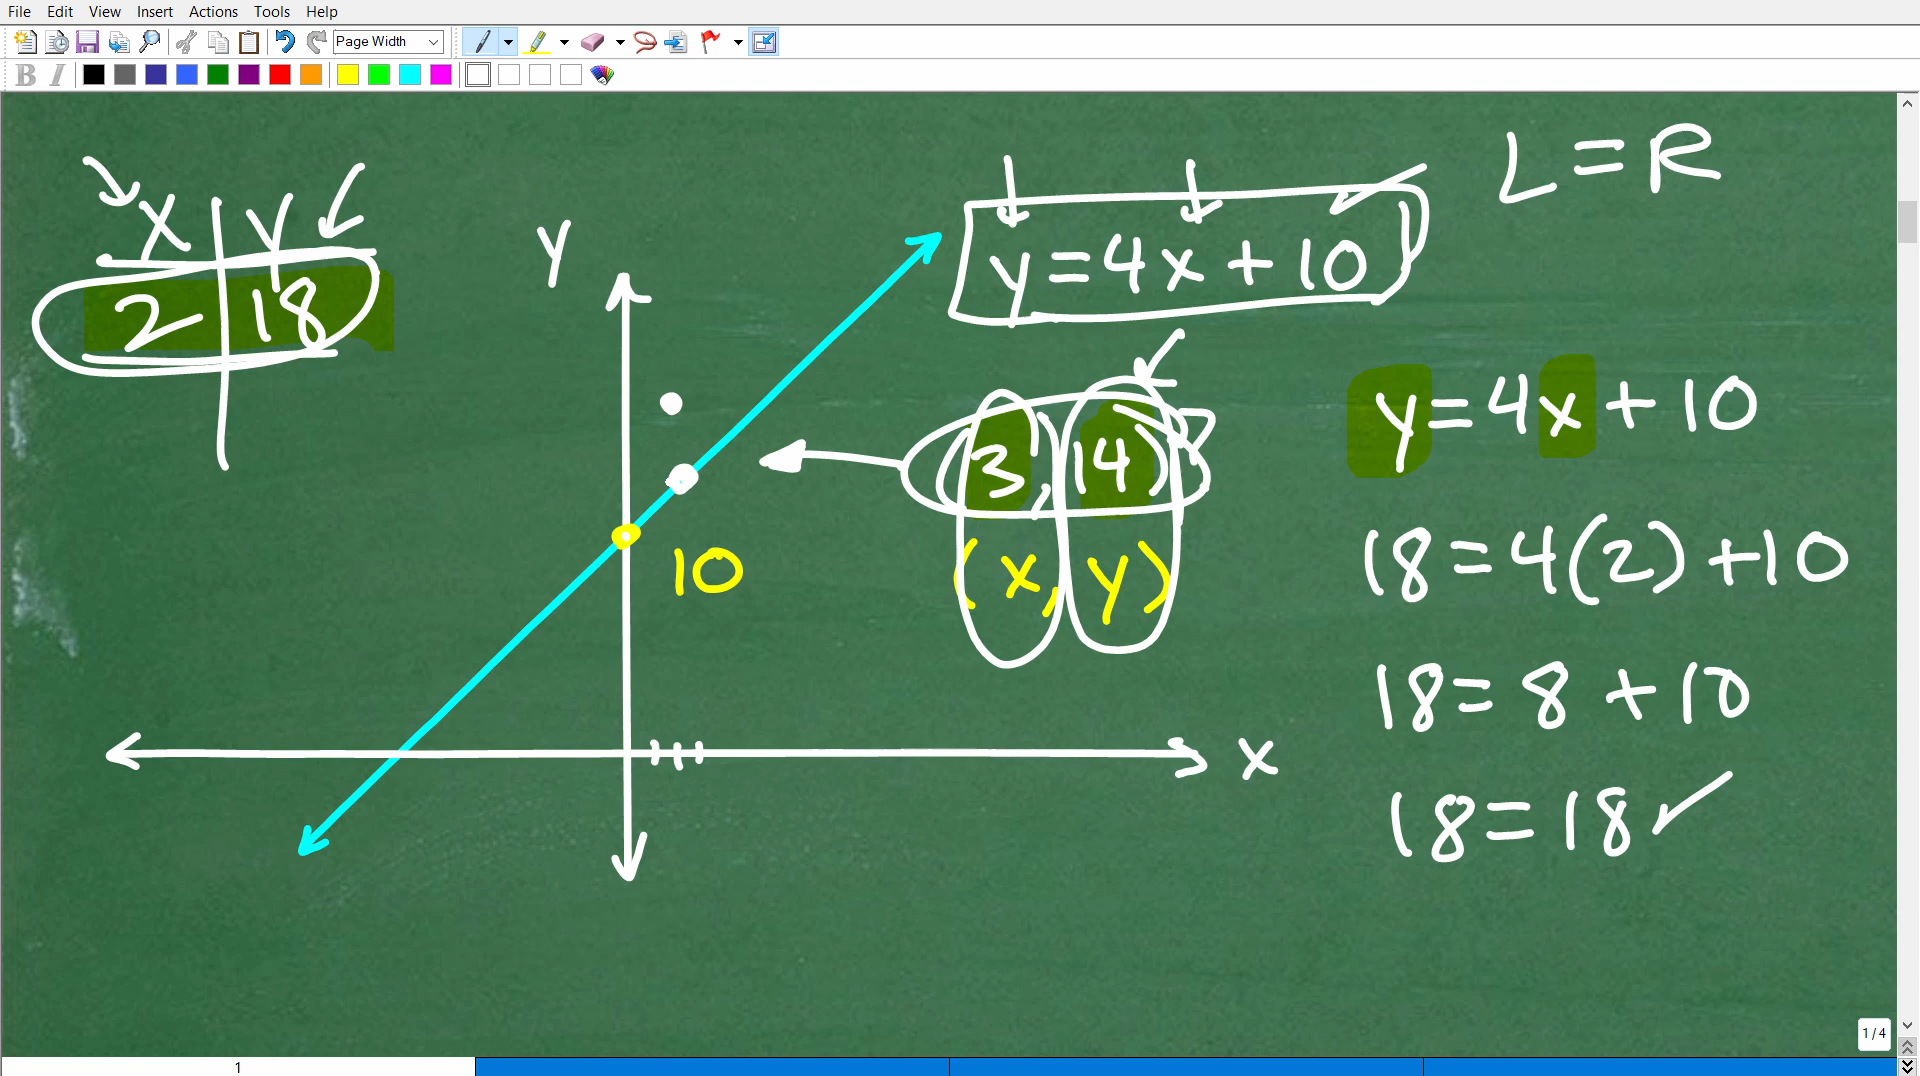 File Edit View Insert Actions Tools Help
Page Width
B I
L = R
x y
2 18
y
y = 4x + 10
(3, 14)
(x, y)
10
x
y = 4x + 10
18 = 4(2) + 10
18 = 8 + 10
18 = 18 ✓
1 / 4
1